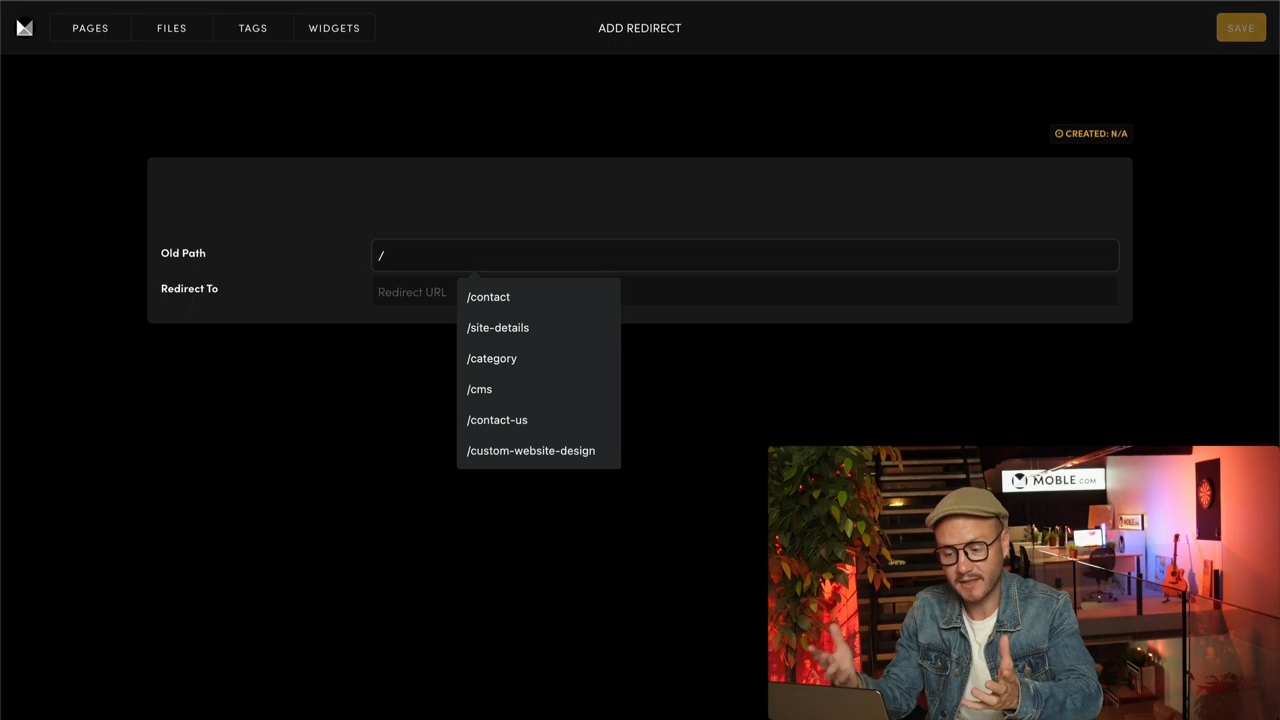 PAGES
FILES
TAGS
WIDGETS
ADD REDIRECT
SAVE
CREATED: N/A
Old Path
/
Redirect To
Redirect URL
/contact
/site-details
/category
/cms
/contact-us
/custom-website-design
MOBLE.COM